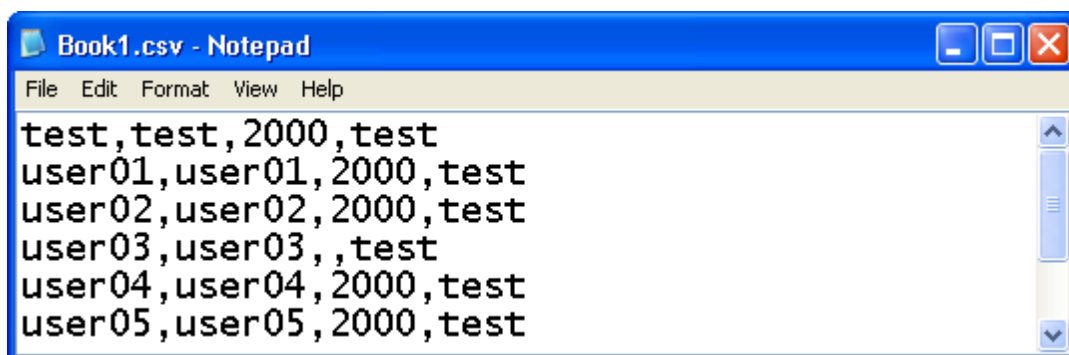 Book1.csv - Notepad
File Edit Format View Help
test,test,2000,test
user01,user01,2000,test
user02,user02,2000,test
user03,user03,,test
user04,user04,2000,test
user05,user05,2000,test